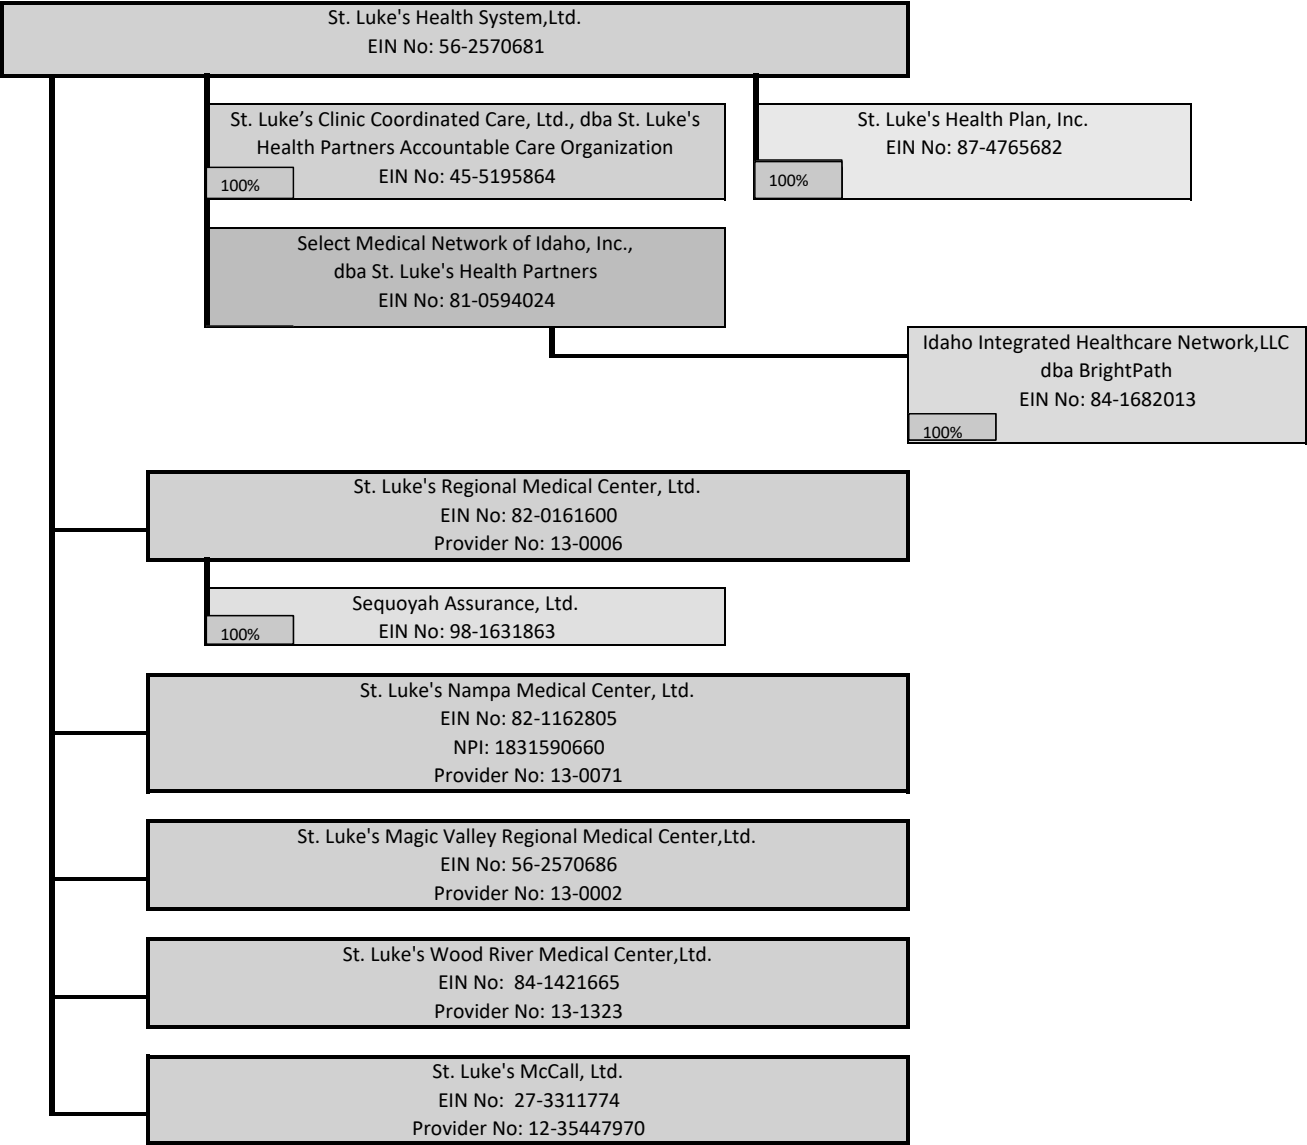 St. Luke's Health System,Ltd.
EIN No: 56-2570681
St. Luke’s Clinic Coordinated Care, Ltd., dba St. Luke's
Health Partners Accountable Care Organization
EIN No: 45-5195864
100%
St. Luke's Health Plan, Inc.
EIN No: 87-4765682
100%
Select Medical Network of Idaho, Inc.,
dba St. Luke's Health Partners
EIN No: 81-0594024
Idaho Integrated Healthcare Network,LLC
dba BrightPath
EIN No: 84-1682013
100%
St. Luke's Regional Medical Center, Ltd.
EIN No: 82-0161600
Provider No: 13-0006
Sequoyah Assurance, Ltd.
EIN No: 98-1631863
100%
St. Luke's Nampa Medical Center, Ltd.
EIN No: 82-1162805
NPI: 1831590660
Provider No: 13-0071
St. Luke's Magic Valley Regional Medical Center,Ltd.
EIN No: 56-2570686
Provider No: 13-0002
St. Luke's Wood River Medical Center,Ltd.
EIN No:  84-1421665
Provider No: 13-1323
St. Luke's McCall, Ltd.
EIN No:  27-3311774
Provider No: 12-35447970